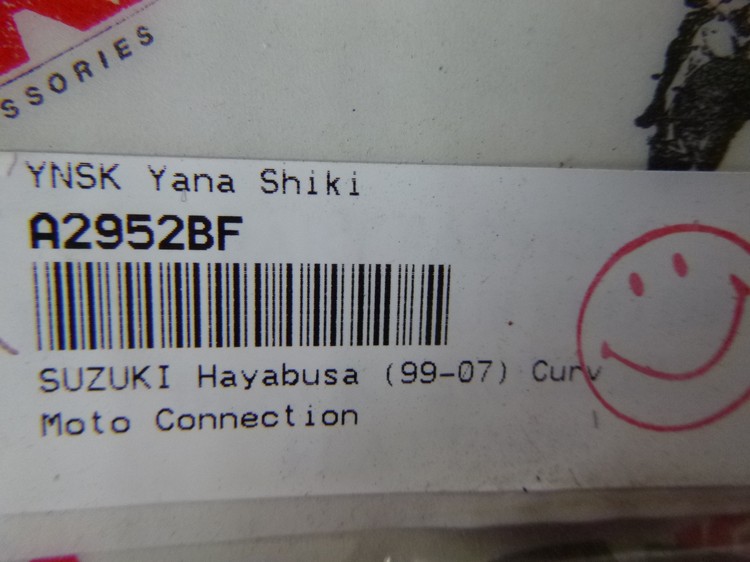 SSORIES
YNSK Yana Shiki
A2952BF
SUZUKI Hayabusa (99-07) Curv
Moto Connection